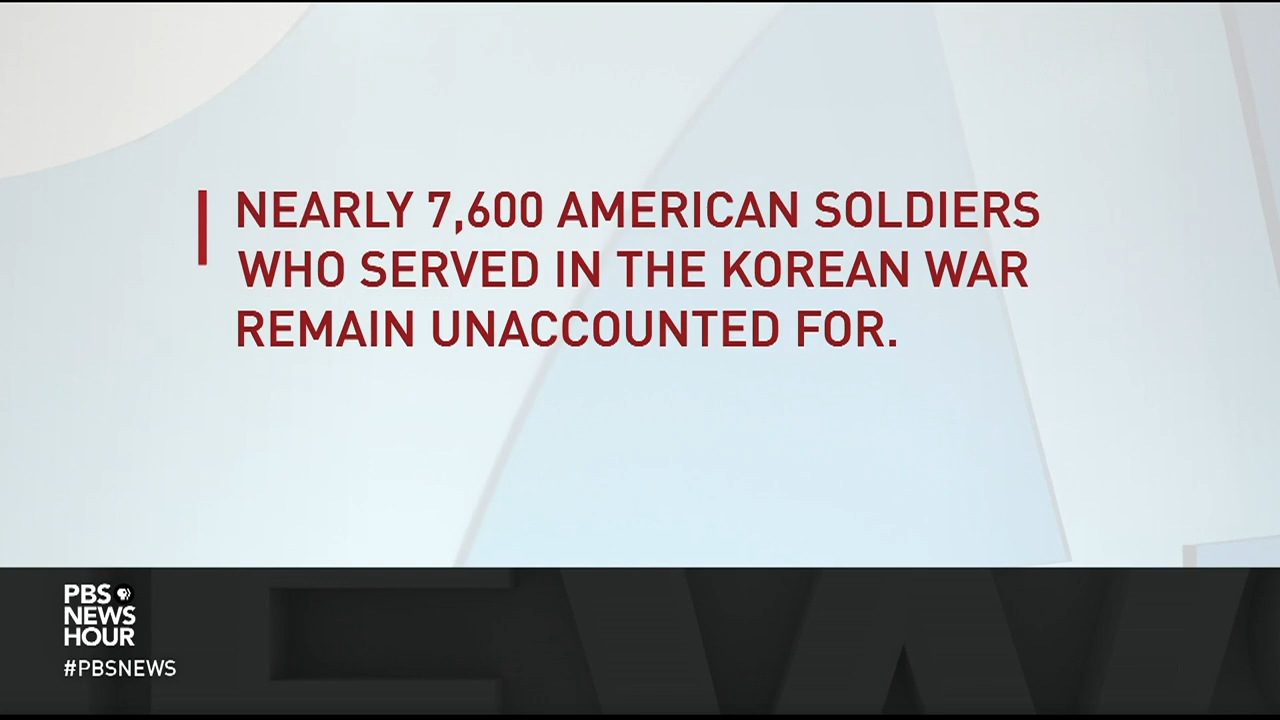 NEARLY 7,600 AMERICAN SOLDIERS
WHO SERVED IN THE KOREAN WAR
REMAIN UNACCOUNTED FOR.
PBS
NEWS
HOUR
#PBSNEWS